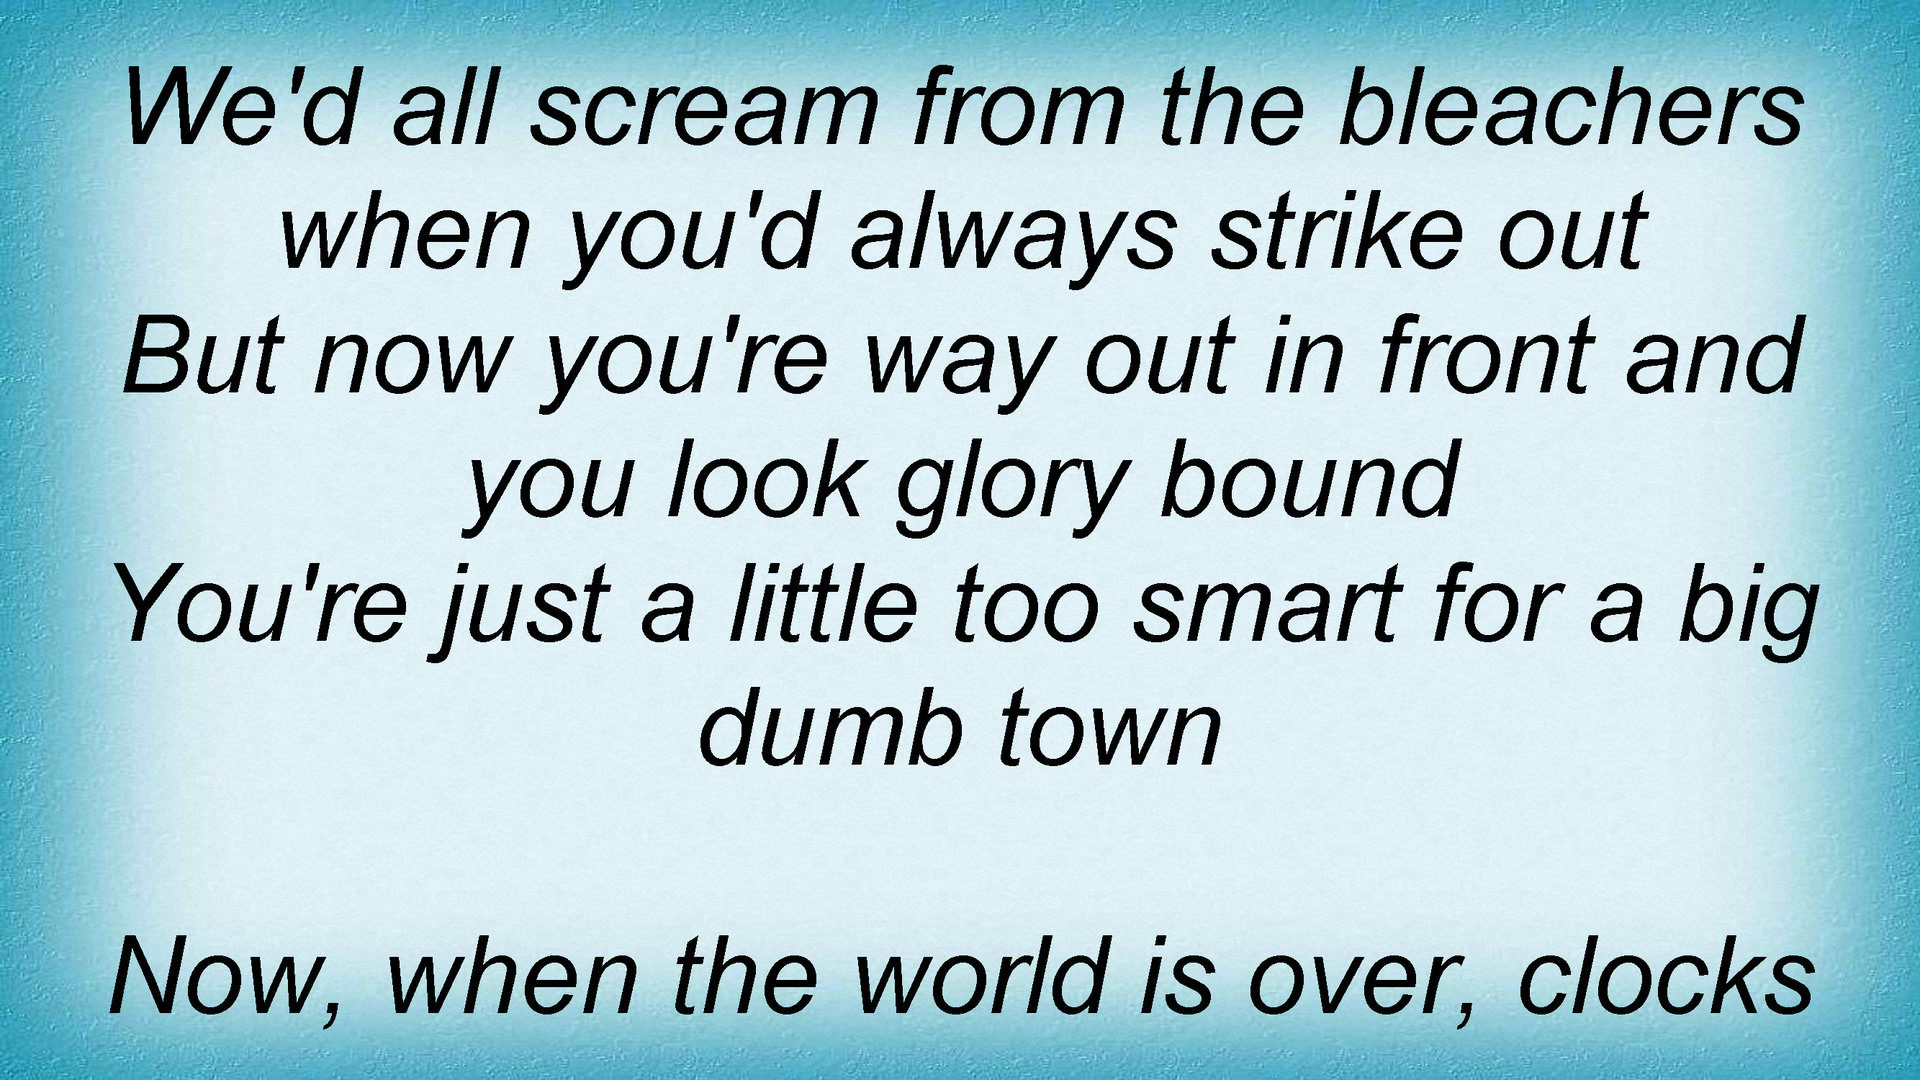 We'd all scream from the bleachers
when you'd always strike out
But now you're way out in front and
you look glory bound
You're just a little too smart for a big
dumb town
Now, when the world is over, clocks